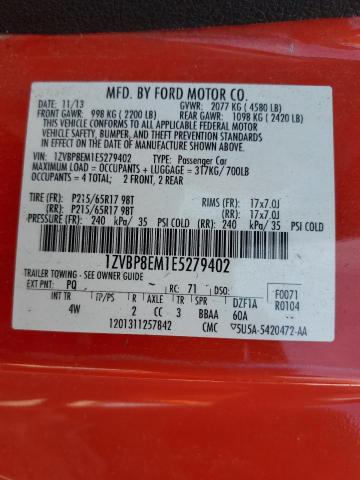 MFD. BY FORD MOTOR CO.
DATE: 11/13 GVWR: 2077 KG (4580 LB)
FRONT GAWR: 998 KG (2200 LB) REAR GAWR: 1098 KG (2420 LB)
THIS VEHICLE CONFORMS TO ALL APPLICABLE FEDERAL MOTOR VEHICLE
VEHICLE SAFETY, BUMPER, AND THEFT PREVENTION STANDARDS IN
EFFECT ON THE DATE OF MANUFACTURE SHOWN ABOVE.
VIN: 1ZVBP8EM1E5279402 TYPE: Passenger Car
MAXIMUM LOAD = OCCUPANTS + LUGGAGE = 317KG/700LB
OCCUPANTS = 4 TOTAL; 2 FRONT, 2 REAR
TIRE (FR): P215/65R17 98T RIMS (FR): 17x7.0J
(RR): P215/65R17 98T (RR): 17x7.0J
PRESSURE (FR): 240 kPa/ 35 PSI COLD (RR): 240 kPa/ 35 PSI COLD
1ZVBP8EM1E5279402
TRAILER TOWING - SEE OWNER GUIDE
EXT PNT: PQ RC: 71 DSO: F0071
INT TR TP/PS R AXLE TR SPR DZF1A R0104
4W 2 CC 3 BBAA 60A
1201311257842 CMC ▽5U5A-5420472-AA